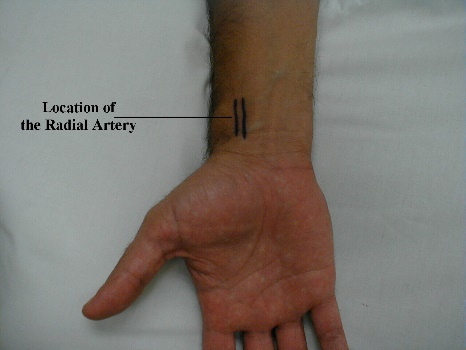 Location of
the Radial Artery